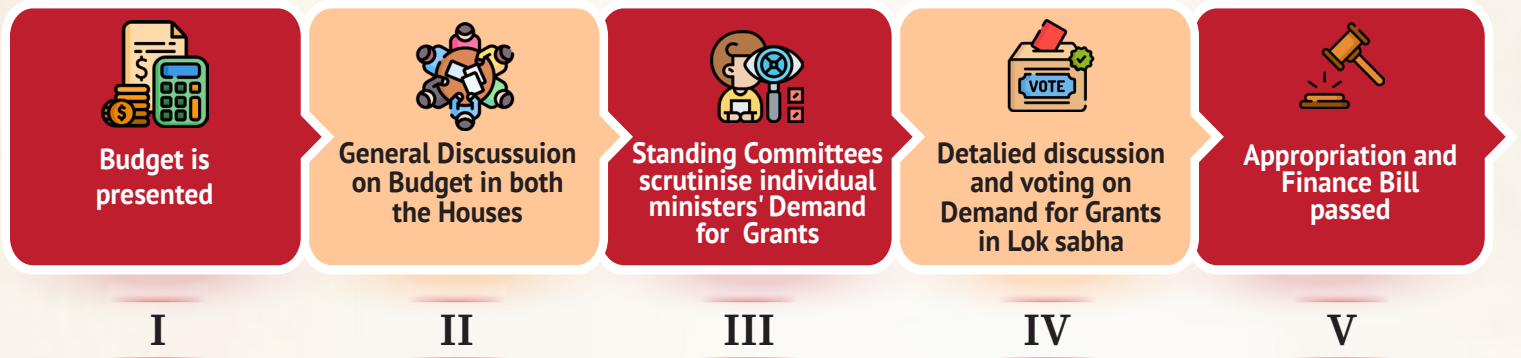 $
$
Budget is
presented
General Discussuion
on Budget in both
the Houses
Standing Committees
scrutinise individual
ministers' Demand
for Grants
VOTE
Detalied discussion
and voting on
Demand for Grants
in Lok sabha
Appropriation and
Finance Bill
passed
I
II
III
IV
V